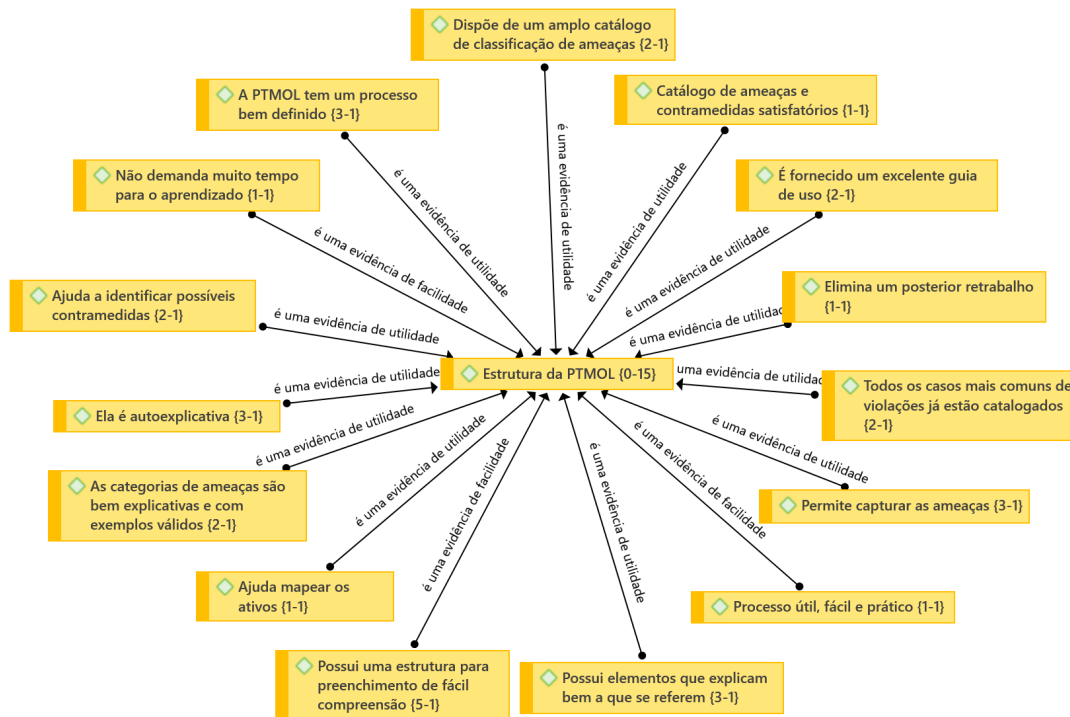 Dispõe de um amplo catálogo
de classificação de ameaças {2-1}
A PTMOL tem um processo
bem definido {3-1}
Catálogo de ameaças e
contramedidas satisfatórios {1-1}
Não demanda muito tempo
para o aprendizado {1-1}
É fornecido um excelente guia
de uso {2-1}
é uma evidência de utilidade
é uma evidência de utilidade
é uma evidência de utilidade
é uma evidência de facilidade
é uma evidência de utilidade
Ajuda a identificar possíveis
contramedidas {2-1}
Elimina um posterior retrabalho
{1-1}
é uma evidência de utilidade
é uma evidência de utilidade
Estrutura da PTMOL {0-15}
é uma evidência de utilidade
uma evidência de utilidade
Ela é autoexplicativa {3-1}
Todos os casos mais comuns de
violações já estão catalogados
{2-1}
é uma evidência de utilidade
é uma evidência de utilidade
é uma evidência de facilidade
é uma evidência de utilidade
é uma evidência de facilidade
é uma evidência de utilidade
As categorias de ameaças são
bem explicativas e com
exemplos válidos {2-1}
Permite capturar as ameaças {3-1}
Ajuda mapear os
ativos {1-1}
Processo útil, fácil e prático {1-1}
Possui uma estrutura para
preenchimento de fácil
compreensão {5-1}
Possui elementos que explicam
bem a que se referem {3-1}